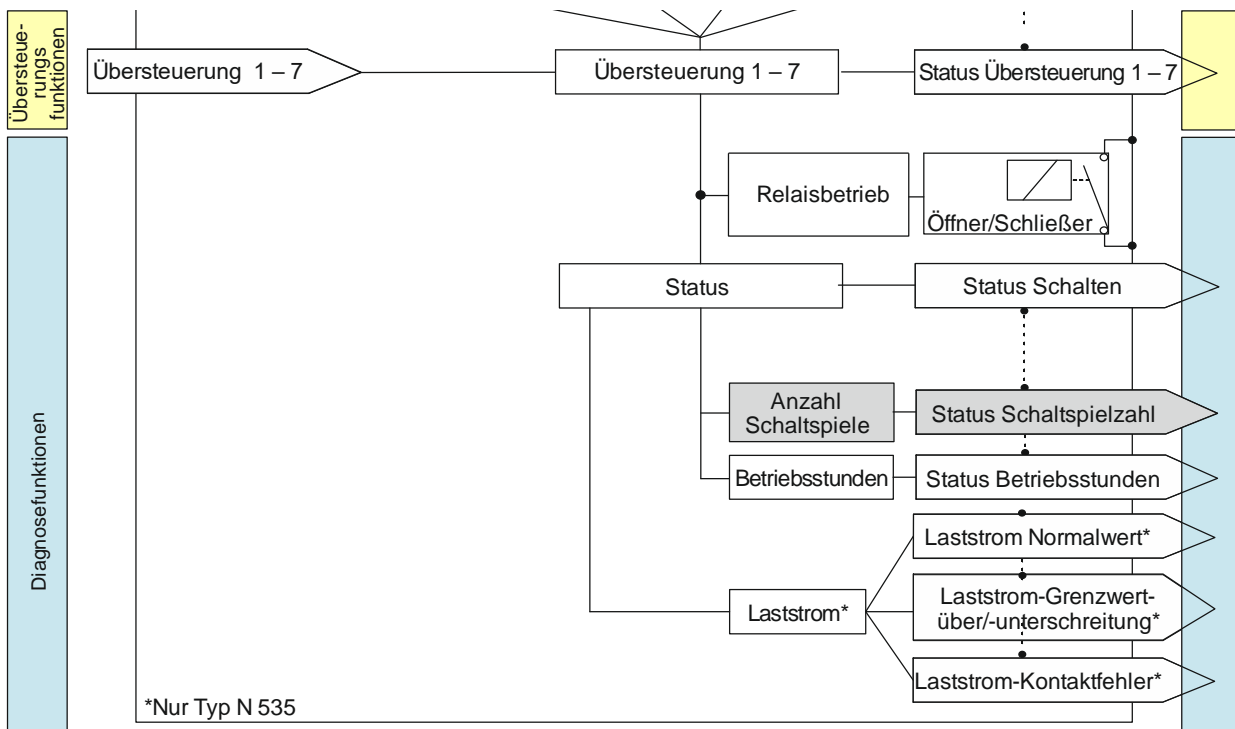 Übersteue-
rungs
funktionen
Übersteuerung 1 – 7
Übersteuerung 1 – 7
Status Übersteuerung 1 – 7
Relaisbetrieb
Öffner/Schließer
Status
Status Schalten
Diagnosefunktionen
Anzahl
Schaltspiele
Status Schaltspielzahl
Betriebsstunden
Status Betriebsstunden
Laststrom*
Laststrom Normalwert*
Laststrom-Grenzwert-
über/-unterschreitung*
Laststrom-Kontaktfehler*
*Nur Typ N 535